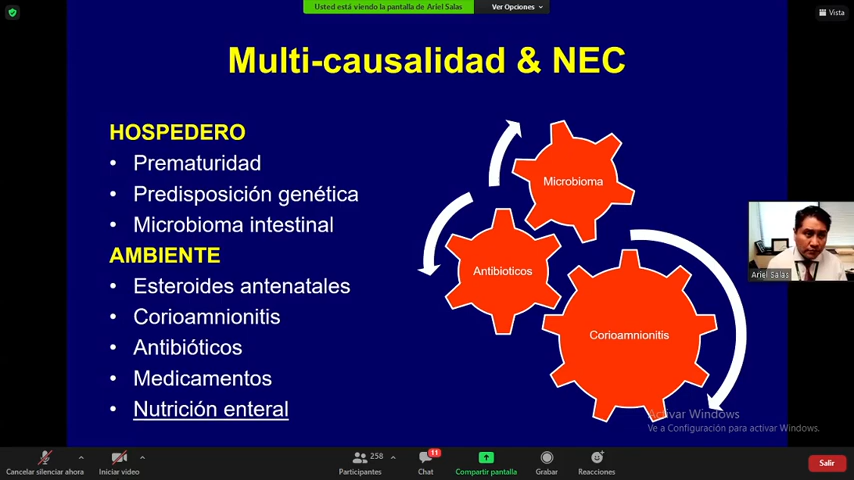 Usted está viendo la pantalla de Ariel Salas
Ver Opciones
Vista
Multi-causalidad & NEC
HOSPEDERO
• Prematuridad
• Predisposición genética
• Microbioma intestinal
AMBIENTE
• Esteroides antenatales
• Corioamnionitis
• Antibióticos
• Medicamentos
• Nutrición enteral
Microbioma
Antibioticos
Corioamnionitis
Ariel Salas
Activar Windows
Ve a Configuración para activar Windows.
Cancelar silenciar ahora
Iniciar video
258
Participantes
11
Chat
Compartir pantalla
Grabar
Reacciones
Salir